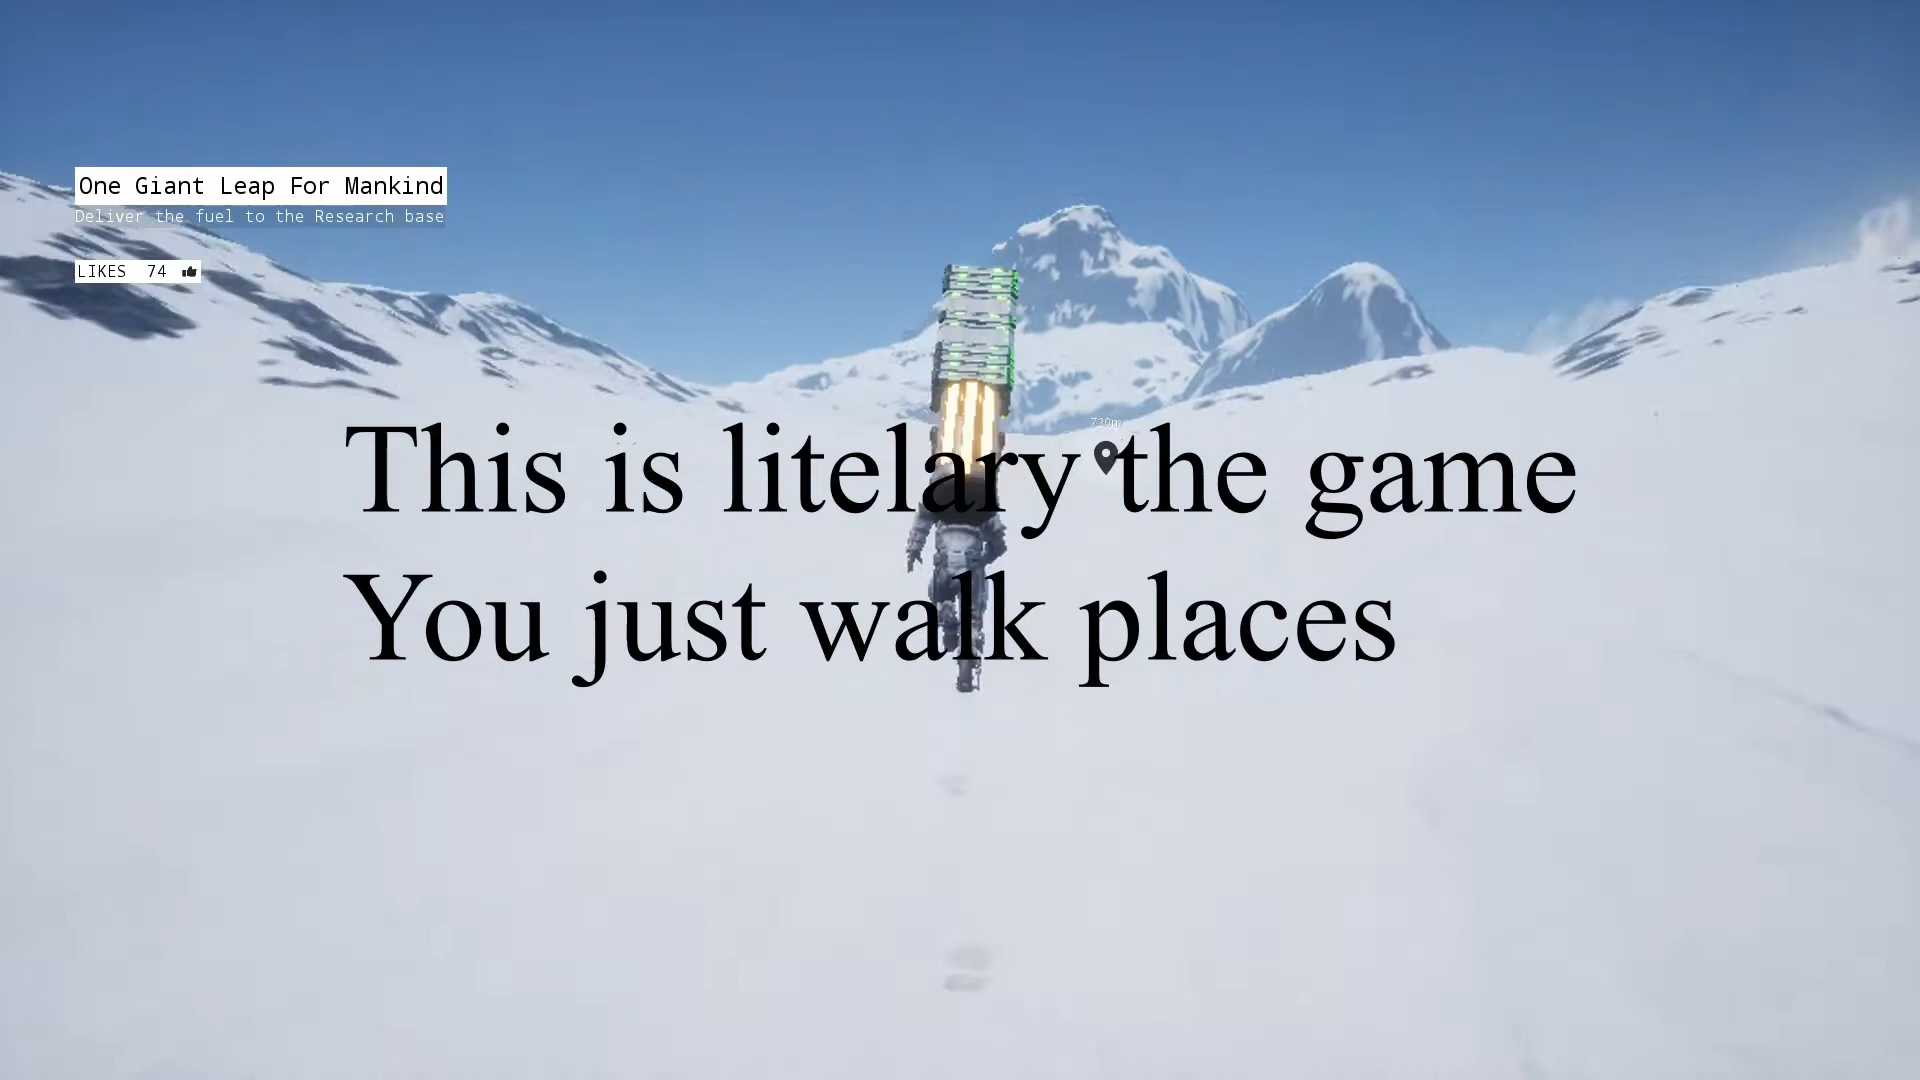 One Giant Leap For Mankind
Deliver the fuel to the Research base
LIKES 74
This is litelary the game
You just walk places